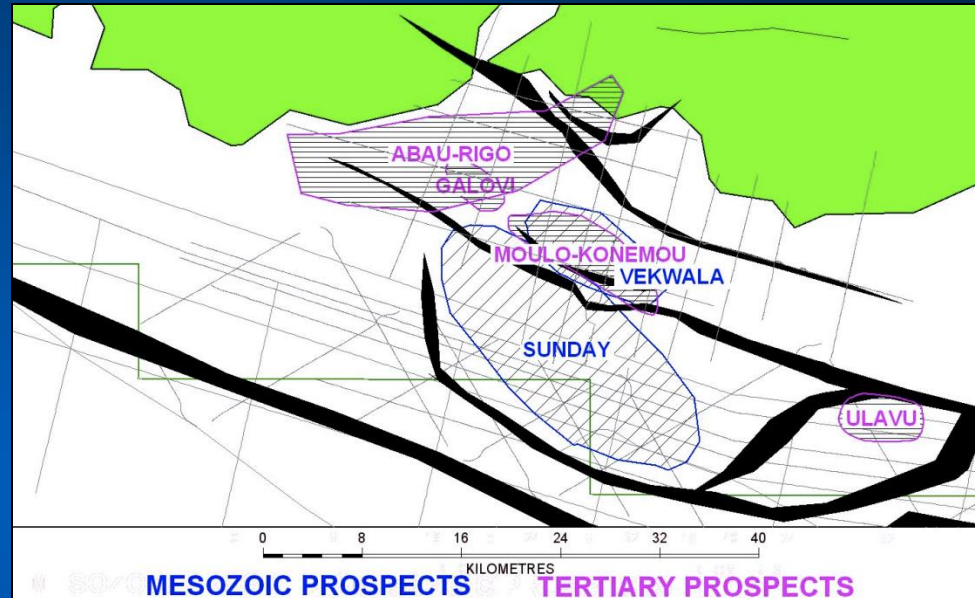 ABAU-RIGO
GALOVI
MOULO-KONEMOU
VEKWALA
SUNDAY
ULAVU
0 8 16 24 32 40
KILOMETRES
MESOZOIC PROSPECTS TERTIARY PROSPECTS